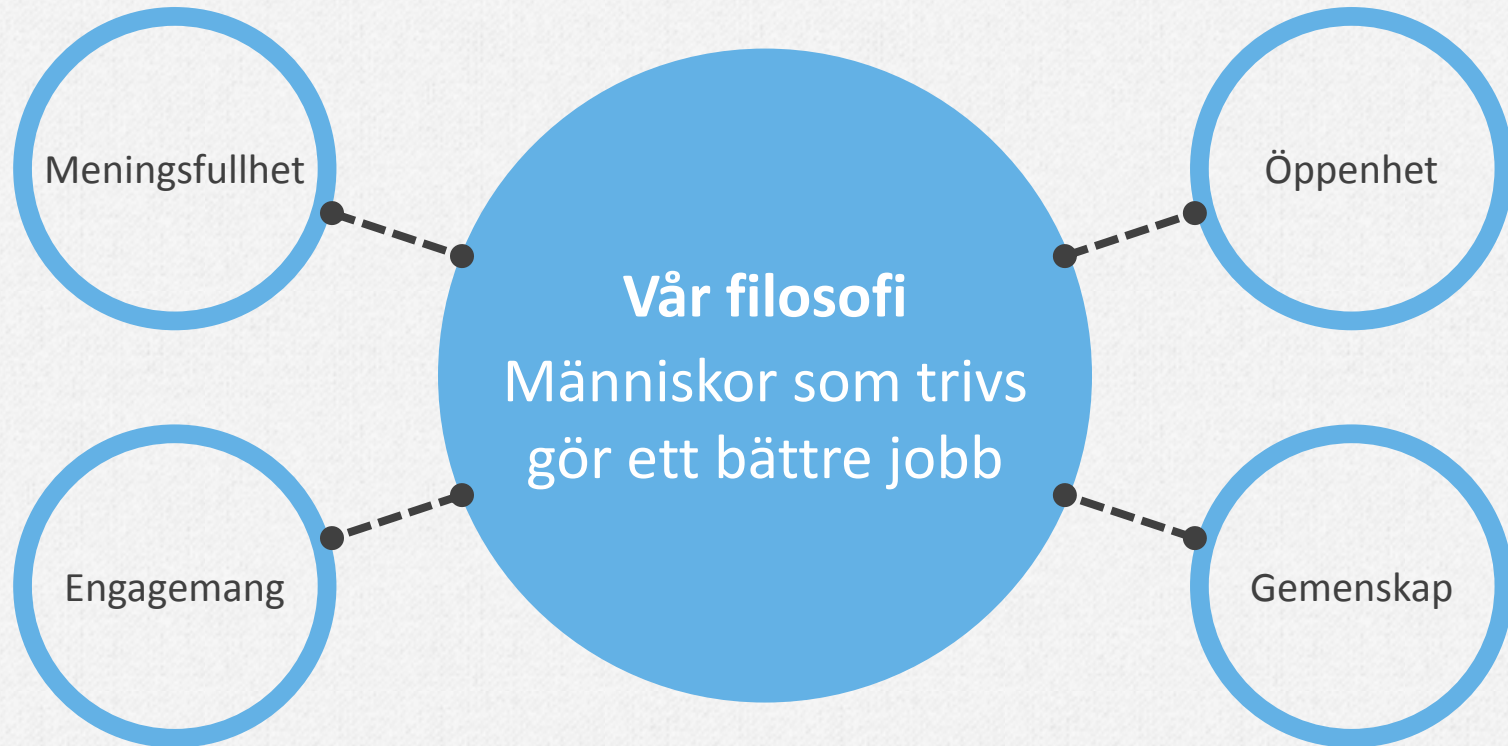 Meningsfullhet
Öppenhet
Vår filosofi
Människor som trivs
gör ett bättre jobb
Engagemang
Gemenskap